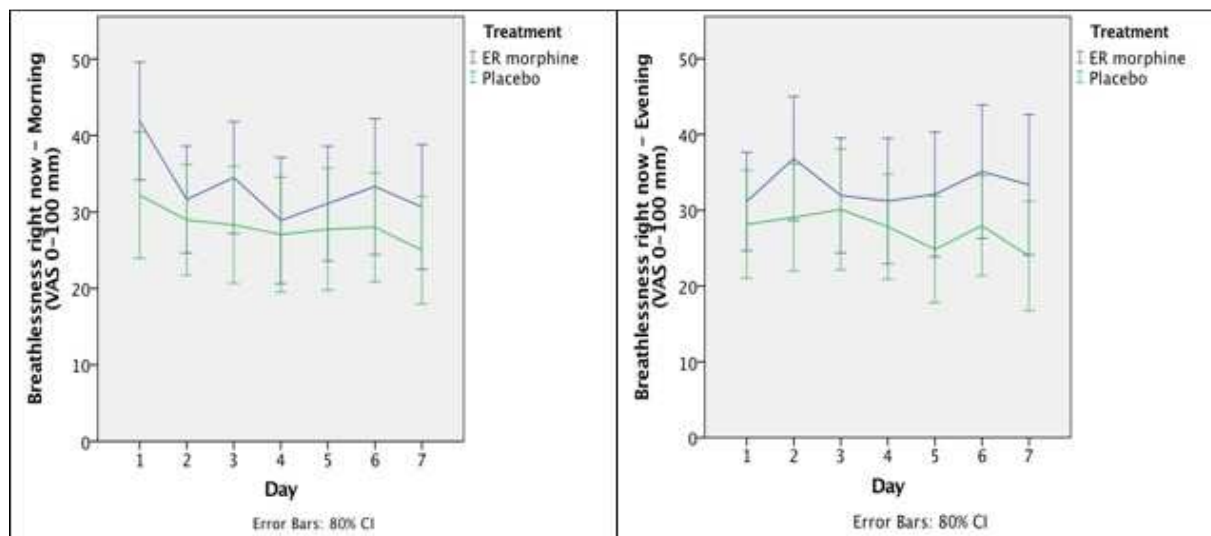 Breathlessness right now – Morning
(VAS 0–100 mm)
50
40
30
20
10
0
1 2 3 4 5 6 7
Day
Error Bars: 80% CI
Treatment
ER morphine
Placebo
Breathlessness right now – Evening
(VAS 0–100 mm)
50
40
30
20
10
0
1 2 3 4 5 6 7
Day
Error Bars: 80% CI
Treatment
ER morphine
Placebo